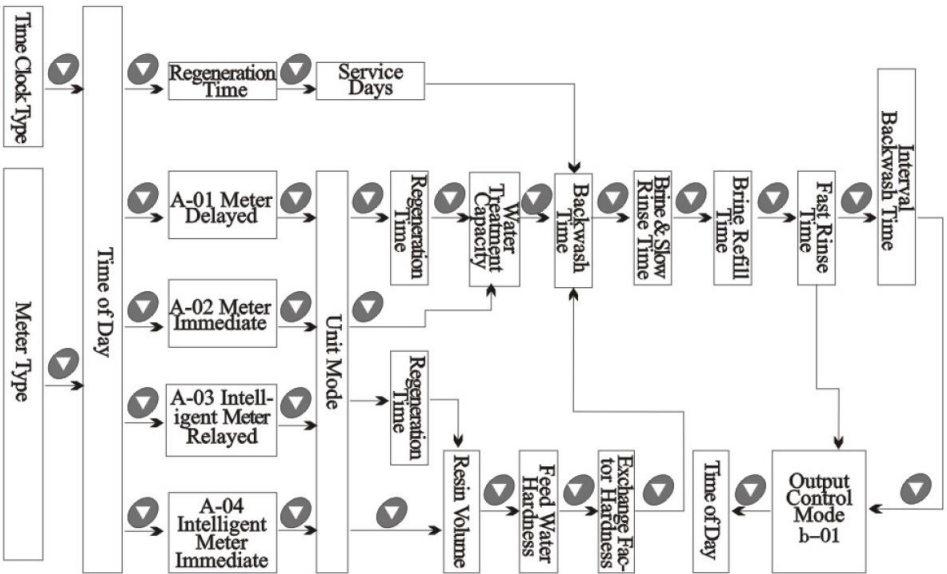 Time Clock Type
Meter Type
Time of Day
Regeneration
Time
Service
Days
A-01 Meter
Delayed
A-02 Meter
Immediate
A-03 Intell-
igent Meter
Relayed
A-04
Intelligent
Meter
Immediate
Unit Mode
Regeneration
Time
Water
Treatment
Capacity
Backwash
Time
Brine & Slow
Rinse Time
Brine Refill
Time
Fast Rinse
Time
Interval
Backwash Time
Regeneration
Time
Resin Volume
Feed Water
Hardness
Exchange Fac-
tor Hardness
Time of Day
Output
Control
Mode
b-01